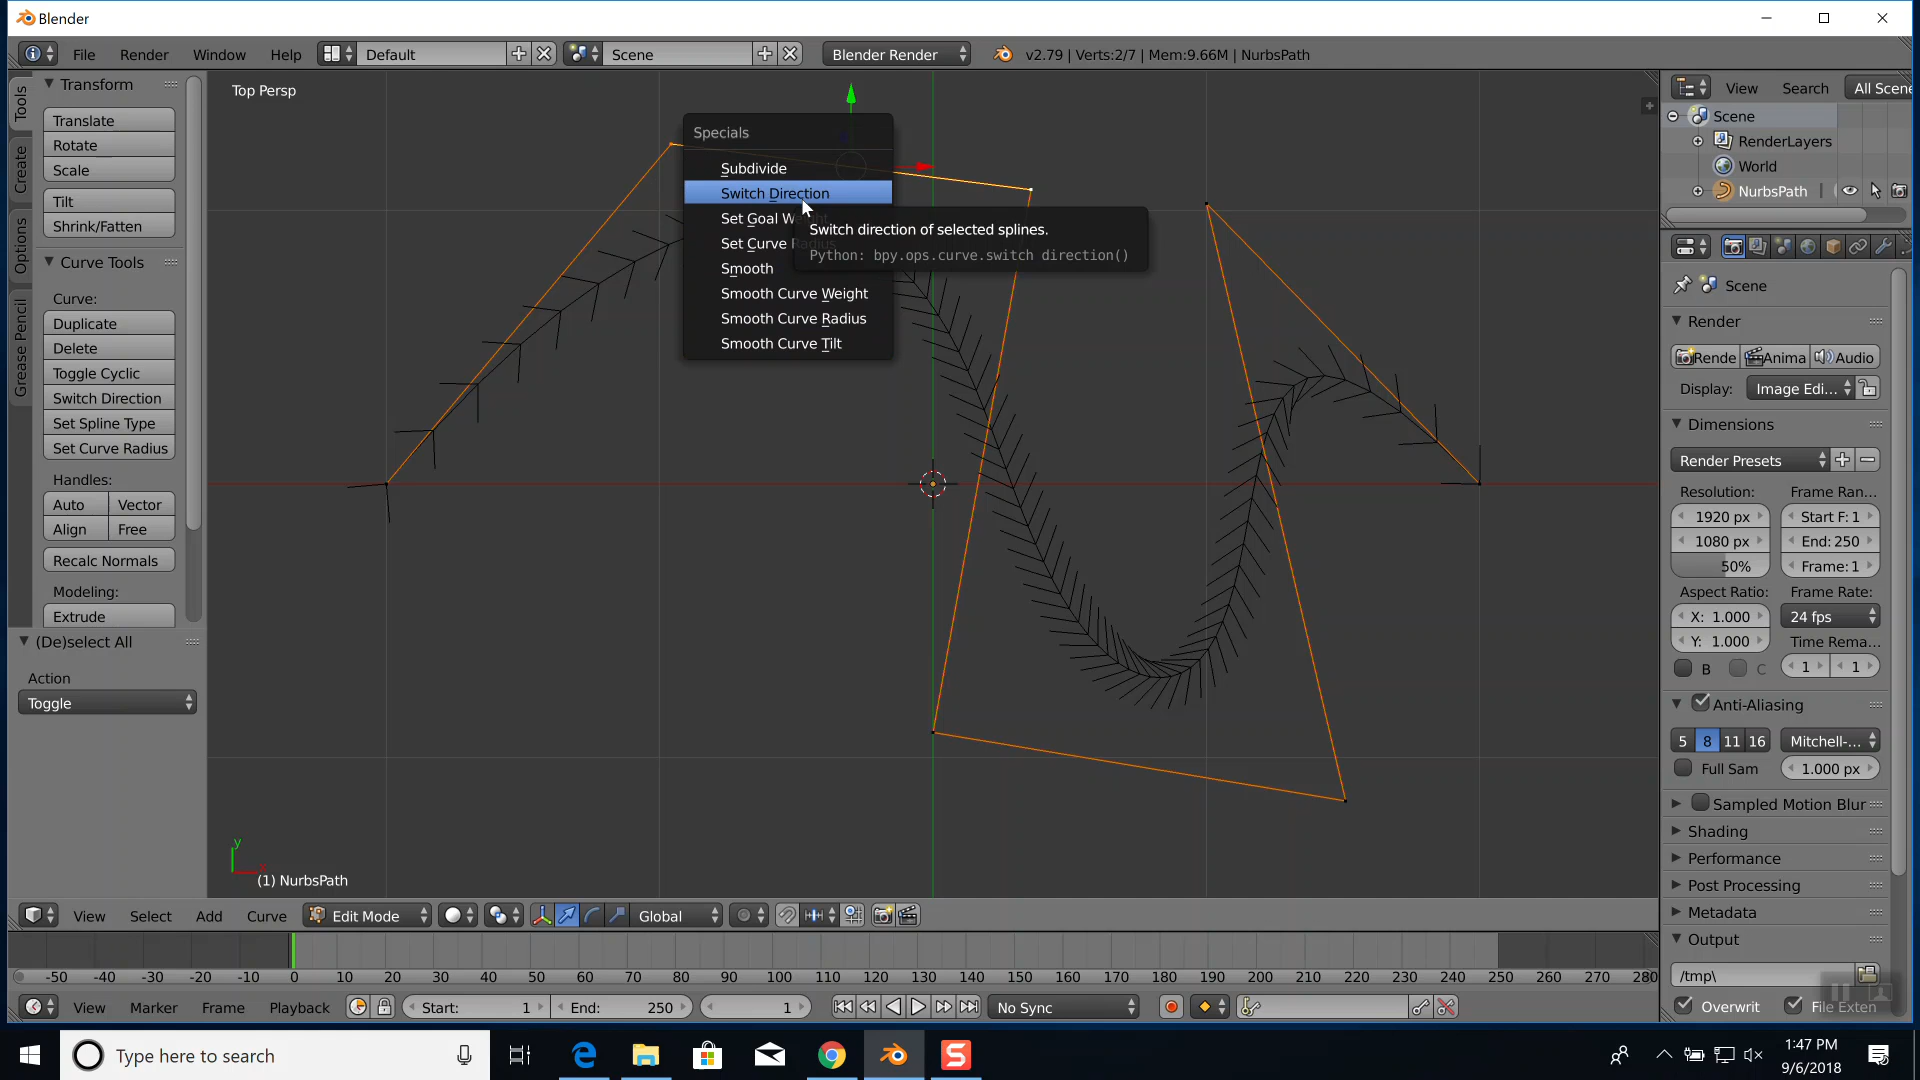 Blender
File
Render
Window
Help
Default
Scene
Blender Render
v2.79 | Verts:2/7 | Mem:9.66M | NurbsPath
Tools
Create
Options
Grease Pencil
Transform
Translate
Rotate
Scale
Tilt
Shrink/Fatten
Curve Tools
Curve:
Duplicate
Delete
Toggle Cyclic
Switch Direction
Set Spline Type
Set Curve Radius
Handles:
Auto
Vector
Align
Free
Recalc Normals
Modeling:
Extrude
(De)select All
Action
Toggle
Top Persp
Specials
Subdivide
Switch Direction
Set Goal W
Set Curve Radius
Smooth
Smooth Curve Weight
Smooth Curve Radius
Smooth Curve Tilt
Switch direction of selected splines.
Python: bpy.ops.curve.switch direction()
y
x
(1) NurbsPath
View
Search
All Scene
Scene
RenderLayers
World
NurbsPath
Scene
Render
Rende
Anima
Audio
Display:
Image Edi...
Dimensions
Render Presets
Resolution:
Frame Ran...
1920 px
Start F: 1
1080 px
End: 250
50%
Frame: 1
Aspect Ratio:
Frame Rate:
X: 1.000
24 fps
Y: 1.000
Time Rema...
B
C
1
1
Anti-Aliasing
5
8
11
16
Mitchell-...
Full Sam
1.000 px
Sampled Motion Blur
Shading
Performance
Post Processing
Metadata
Output
/tmp\
Overwrit
File Exten
View
Select
Add
Curve
Edit Mode
Global
-50 -40 -30 -20 -10 0 10 20 30 40 50 60 70 80 90 100 110 120 130 140 150 160 170 180 190 200 210 220 230 240 250 260 270 280
View
Marker
Frame
Playback
Start: 1
End: 250
1
No Sync
Type here to search
1:47 PM
9/6/2018